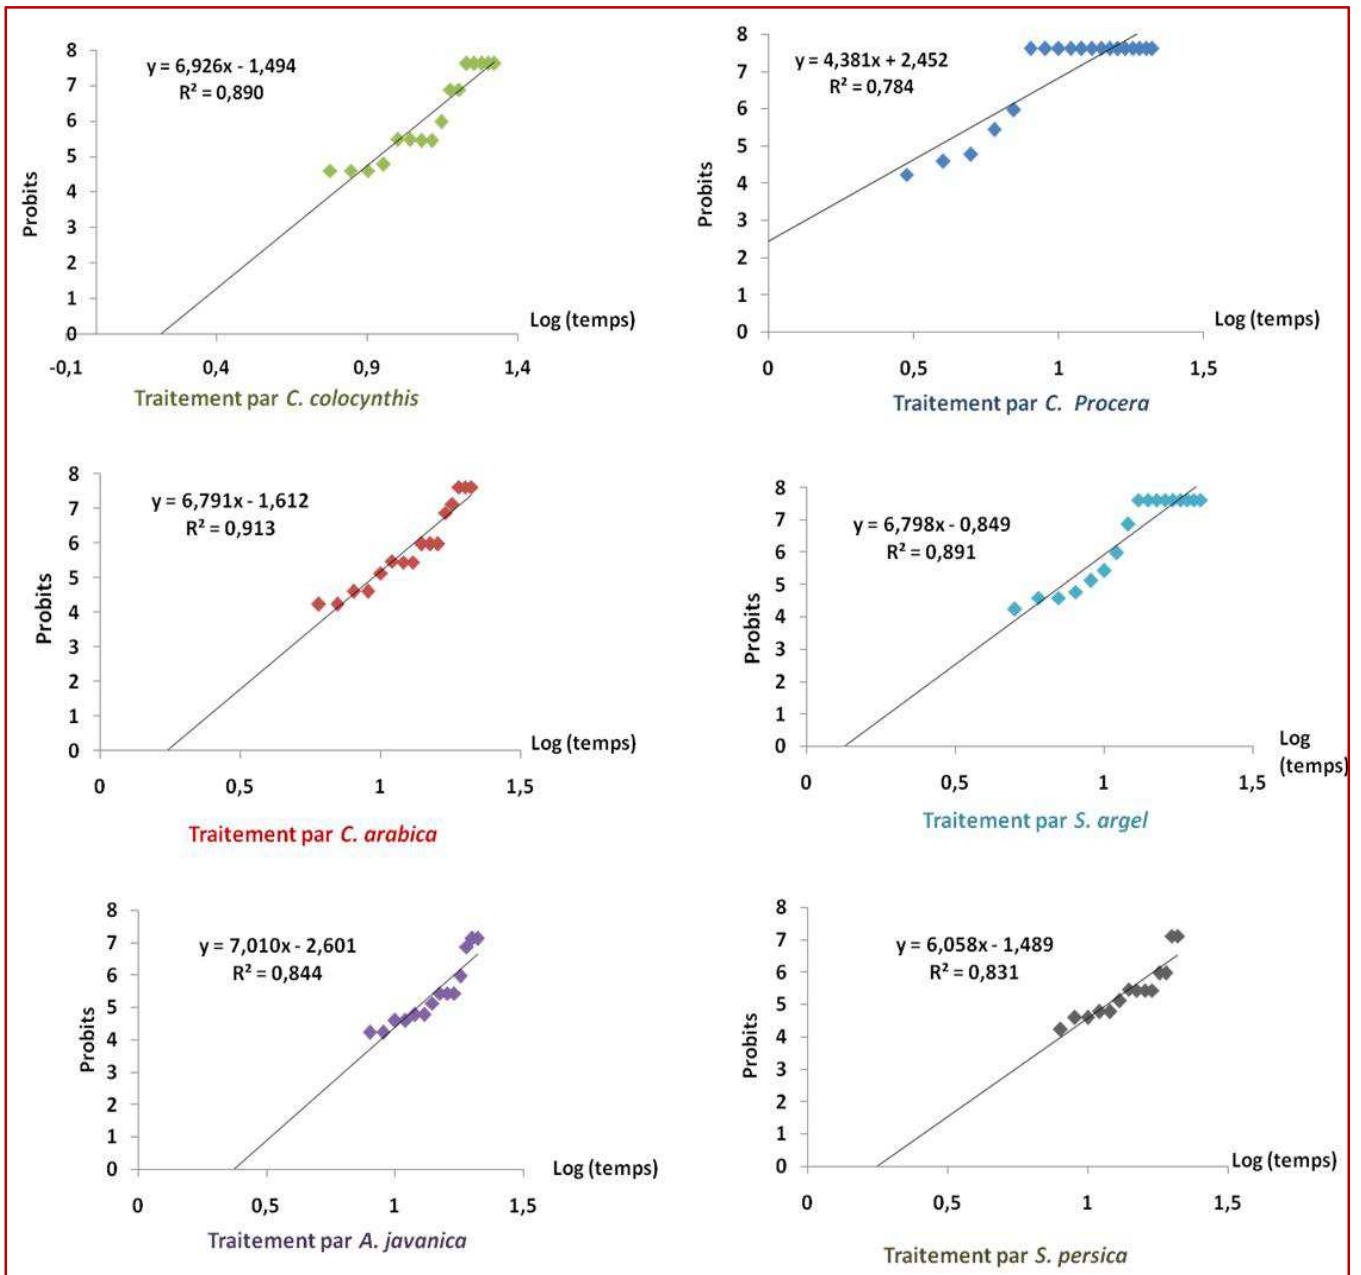 y = 6,926x - 1,494
R² = 0,890
8
7
6
5
4
3
2
1
0
Probits
Log (temps)
-0,1 0,4 0,9 1,4
Traitement par C. colocynthis
y = 4,381x + 2,452
R² = 0,784
8
7
6
5
4
3
2
1
0
Probits
Log (temps)
0 0,5 1 1,5
Traitement par C. Procera
y = 6,791x - 1,612
R² = 0,913
8
7
6
5
4
3
2
1
0
Probits
Log (temps)
0 0,5 1 1,5
Traitement par C. arabica
y = 6,798x - 0,849
R² = 0,891
8
7
6
5
4
3
2
1
0
Probits
Log
(temps)
0,5 1 1,5
Traitement par S. argel
y = 7,010x - 2,601
R² = 0,844
8
7
6
5
4
3
2
1
0
Probits
Log (temps)
0 0,5 1 1,5
Traitement par A. javanica
y = 6,058x - 1,489
R² = 0,831
8
7
6
5
4
3
2
1
0
Probits
Log (temps)
0 0,5 1 1,5
Traitement par S. persica